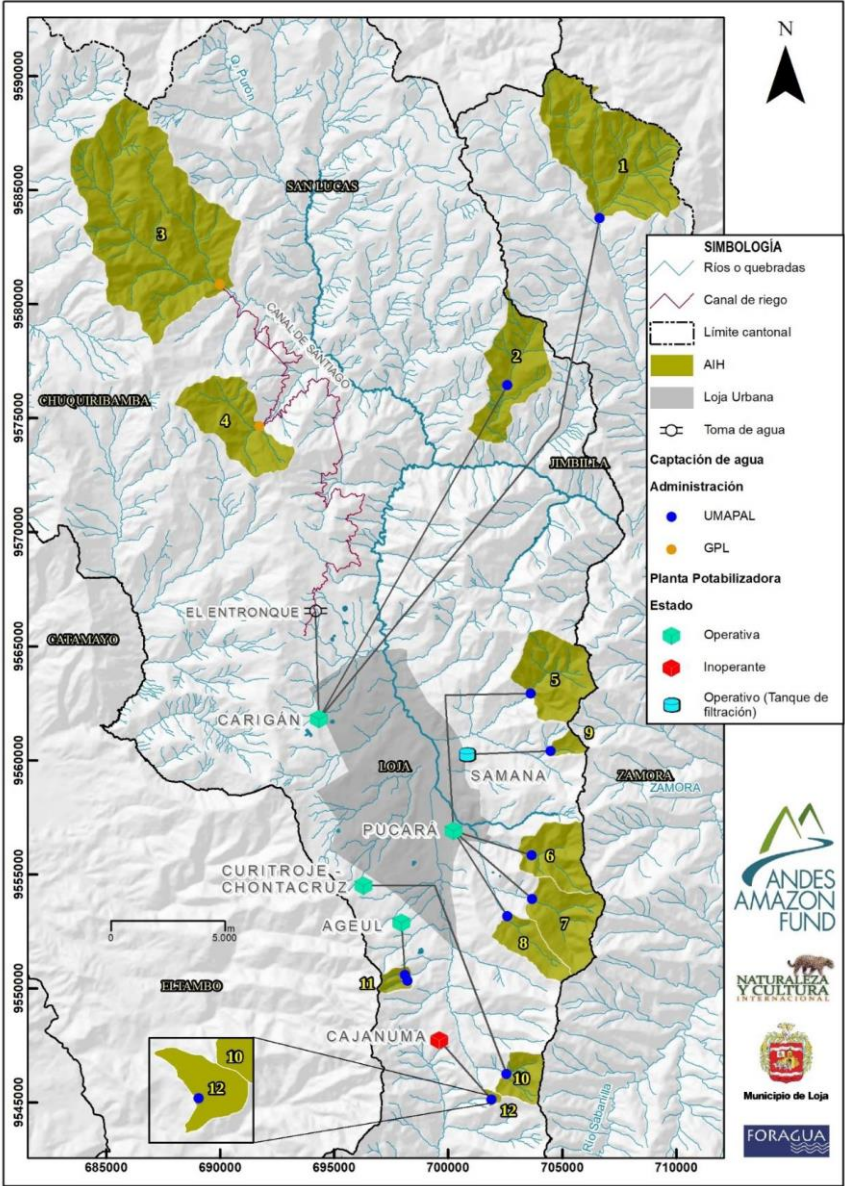 N
9590000
9585000
9580000
9575000
9570000
9565000
9560000
9555000
9550000
9545000
Q. Purón
1
SAN LUCAS
3
2
CANAL DE SANTIAGO
CHUQUIRIBAMBA
4
JIMBILLA
EL ENTRONQUE
CATAMAYO
5
CARIGÁN
9
LOJA
SAMANA
ZAMORA
ZAMORA
PUCARÁ
6
CURITROJE -
CHONTACRUZ
7
AGEUL
8
0
5.000
m
11
EL TAMBO
CAJANUMA
10
12
10
12
Río Sabanilla
685000
690000
695000
700000
705000
710000
SIMBOLOGÍA
Ríos o quebradas
Canal de riego
Límite cantonal
AIH
Loja Urbana
Toma de agua
Captación de agua
Administración
UMAPAL
GPL
Planta Potabilizadora
Estado
Operativa
Inoperante
Operativo (Tanque de
filtración)
ANDES
AMAZON
FUND
NATURALEZA
Y CULTURA
INTERNACIONAL
Municipio de Loja
FORAGUA